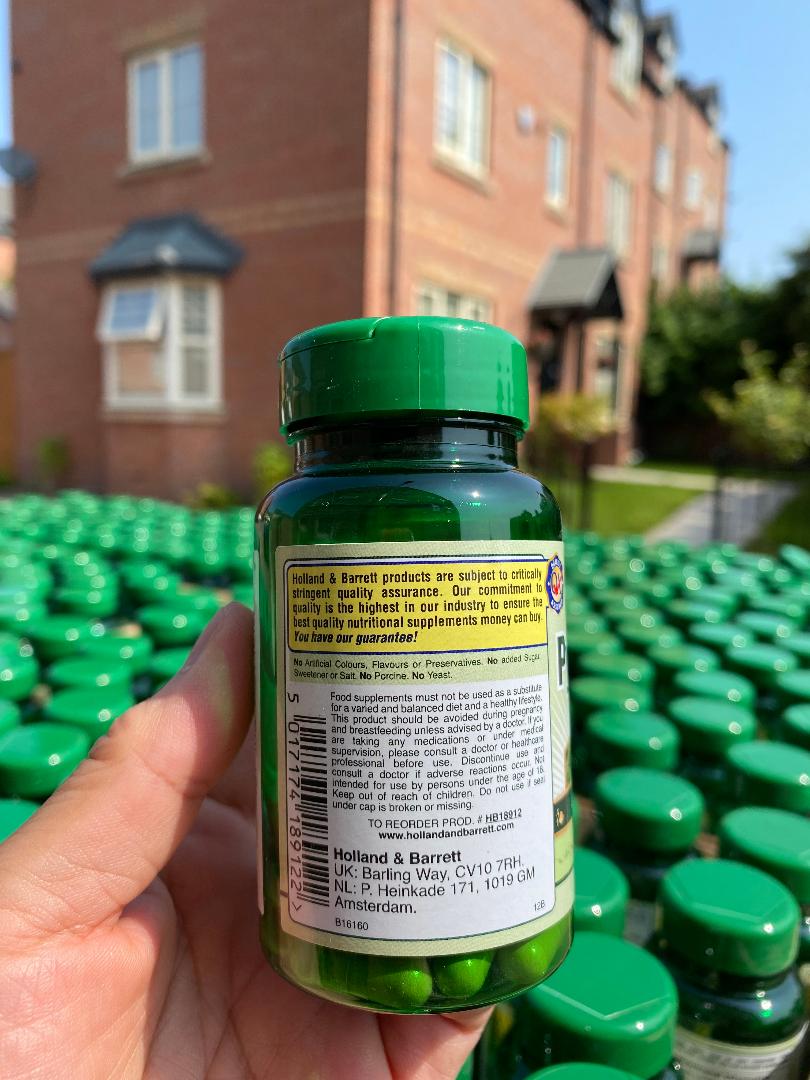 Holland & Barrett products are subject to critically
stringent quality assurance. Our commitment to
quality is the highest in our industry to ensure the
best quality nutritional supplements money can buy.
You have our guarantee!
No Artificial Colours, Flavours or Preservatives. No added Sugar,
Sweetener or Salt. No Porcine. No Yeast.
Food supplements must not be used as a substitute
for a varied and balanced diet and a healthy lifestyle.
This product should be avoided during pregnancy
and breastfeeding unless advised by a doctor. If you
are taking any medications or under medical
supervision, please consult a doctor or healthcare
professional before use. Discontinue use and
consult a doctor if adverse reactions occur. Not
intended for use by persons under the age of 16.
Keep out of reach of children. Do not use if seal
under cap is broken or missing.
TO REORDER PROD. # HB18912
www.hollandandbarrett.com
Holland & Barrett
UK: Barling Way, CV10 7RH.
NL: P. Heinkade 171, 1019 GM
Amsterdam.
B16160
12B
5 017174 189122 >
P